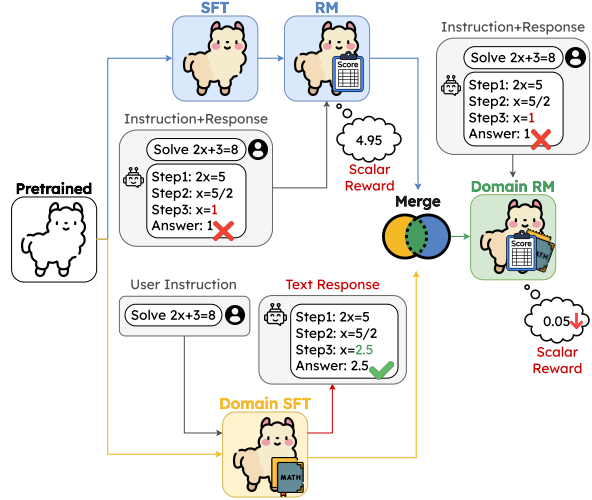 SFT
RM
Score
4.95
Scalar
Reward
Instruction+Response
Solve 2x+3=8
Step1: 2x=5
Step2: x=5/2
Step3: x=1
Answer: 1
Pretrained
Instruction+Response
Solve 2x+3=8
Step1: 2x=5
Step2: x=5/2
Step3: x=1
Answer: 1
Merge
Domain RM
Score
MATH
0.05
Scalar
Reward
User Instruction
Solve 2x+3=8
Text Response
Step1: 2x=5
Step2: x=5/2
Step3: x=2.5
Answer: 2.5
Domain SFT
MATH